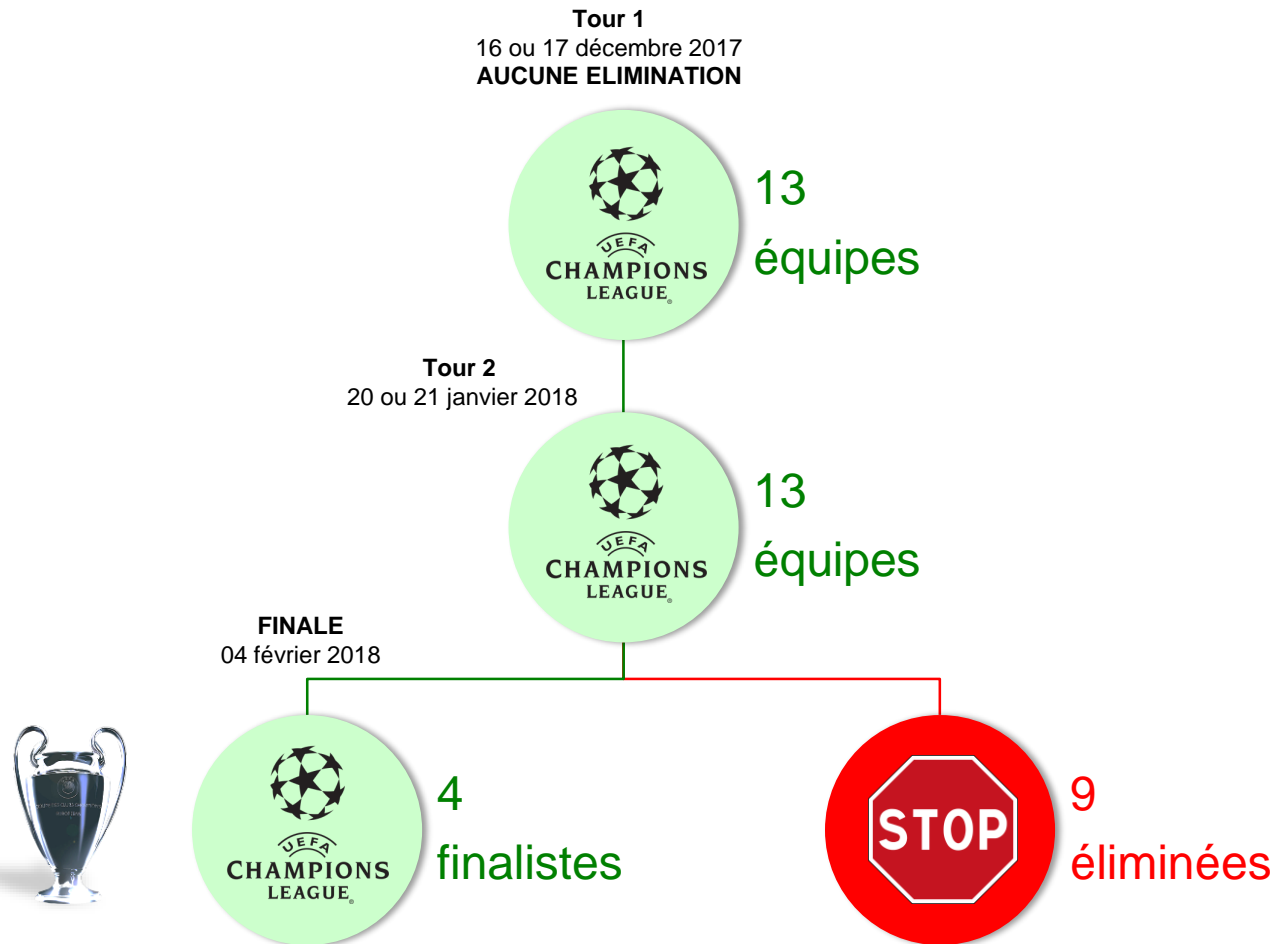 Tour 1
16 ou 17 décembre 2017
AUCUNE ELIMINATION
UEFA
CHAMPIONS
LEAGUE®
13
équipes
Tour 2
20 ou 21 janvier 2018
UEFA
CHAMPIONS
LEAGUE®
13
équipes
FINALE
04 février 2018
UEFA
CHAMPIONS
LEAGUE®
4
finalistes
STOP
9
éliminées